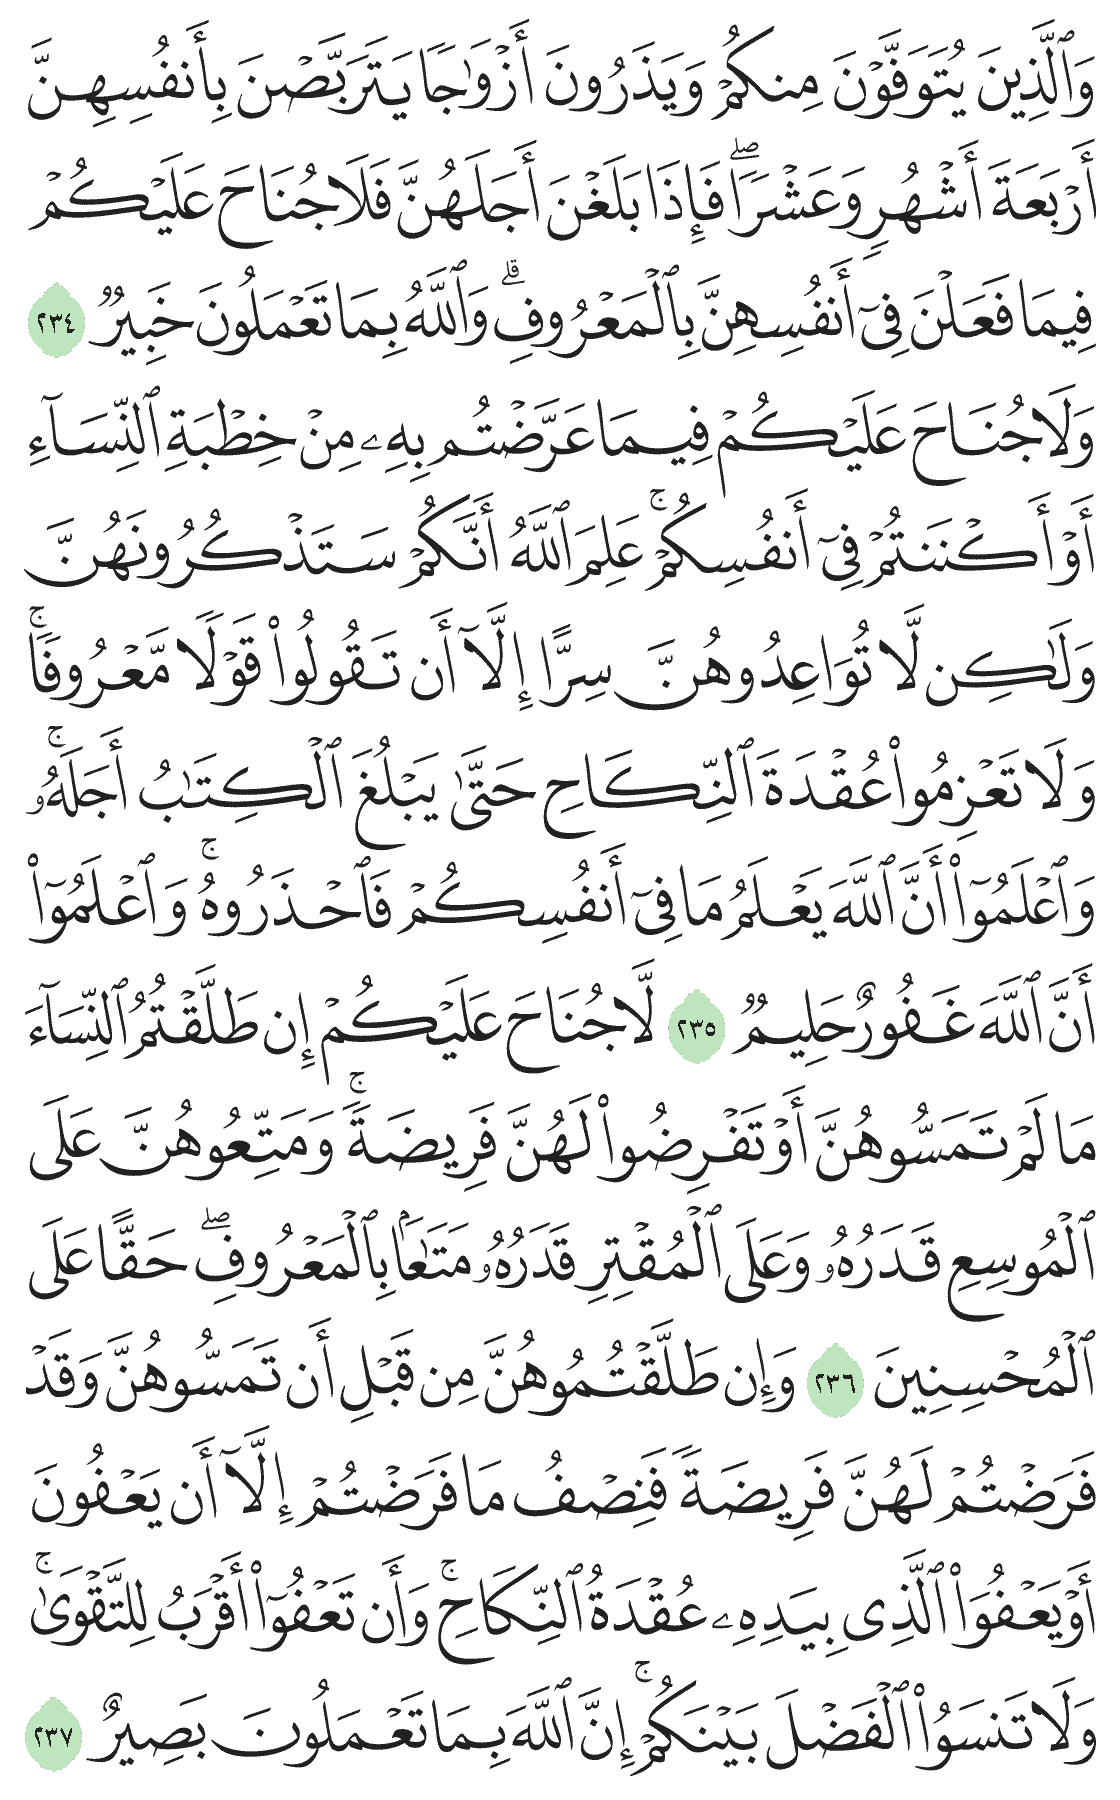 وَٱلَّذِينَ يُتَوَفَّوْنَ مِنكُمْ وَيَذَرُونَ أَزْوَٰجًا يَتَرَبَّصْنَ بِأَنفُسِهِنَّ
أَرْبَعَةَ أَشْهُرٍ وَعَشْرًا ۖ فَإِذَا بَلَغْنَ أَجَلَهُنَّ فَلَا جُنَاحَ عَلَيْكُمْ
فِيمَا فَعَلْنَ فِىٓ أَنفُسِهِنَّ بِٱلْمَعْرُوفِ ۗ وَٱللَّهُ بِمَا تَعْمَلُونَ خَبِيرٌ ٢٣٤
وَلَا جُنَاحَ عَلَيْكُمْ فِيمَا عَرَّضْتُم بِهِۦ مِنْ خِطْبَةِ ٱلنِّسَآءِ
أَوْ أَكْنَنتُمْ فِىٓ أَنفُسِكُمْ ۚ عَلِمَ ٱللَّهُ أَنَّكُمْ سَتَذْكُرُونَهُنَّ
وَلَٰكِن لَّا تُوَاعِدُوهُنَّ سِرًّا إِلَّآ أَن تَقُولُوا۟ قَوْلًا مَّعْرُوفًا ۚ
وَلَا تَعْزِمُوا۟ عُقْدَةَ ٱلنِّكَاحِ حَتَّىٰ يَبْلُغَ ٱلْكِتَٰبُ أَجَلَهُۥ ۚ
وَٱعْلَمُوٓا۟ أَنَّ ٱللَّهَ يَعْلَمُ مَا فِىٓ أَنفُسِكُمْ فَٱحْذَرُوهُ ۚ وَٱعْلَمُوٓا۟
أَنَّ ٱللَّهَ غَفُورٌ حَلِيمٌ ٢٣٥ لَّا جُنَاحَ عَلَيْكُمْ إِن طَلَّقْتُمُ ٱلنِّسَآءَ
مَا لَمْ تَمَسُّوهُنَّ أَوْ تَفْرِضُوا۟ لَهُنَّ فَرِيضَةً ۚ وَمَتِّعُوهُنَّ عَلَى
ٱلْمُوسِعِ قَدَرُهُۥ وَعَلَى ٱلْمُقْتِرِ قَدَرُهُۥ مَتَٰعًۢا بِٱلْمَعْرُوفِ ۖ حَقًّا عَلَى
ٱلْمُحْسِنِينَ ٢٣٦ وَإِن طَلَّقْتُمُوهُنَّ مِن قَبْلِ أَن تَمَسُّوهُنَّ وَقَدْ
فَرَضْتُمْ لَهُنَّ فَرِيضَةً فَنِصْفُ مَا فَرَضْتُمْ إِلَّآ أَن يَعْفُونَ
أَوْ يَعْفُوَا۟ ٱلَّذِى بِيَدِهِۦ عُقْدَةُ ٱلنِّكَاحِ ۚ وَأَن تَعْفُوٓا۟ أَقْرَبُ لِلتَّقْوَىٰ ۚ
وَلَا تَنسَوُا۟ ٱلْفَضْلَ بَيْنَكُمْ ۚ إِنَّ ٱللَّهَ بِمَا تَعْمَلُونَ بَصِيرٌ ٢٣٧